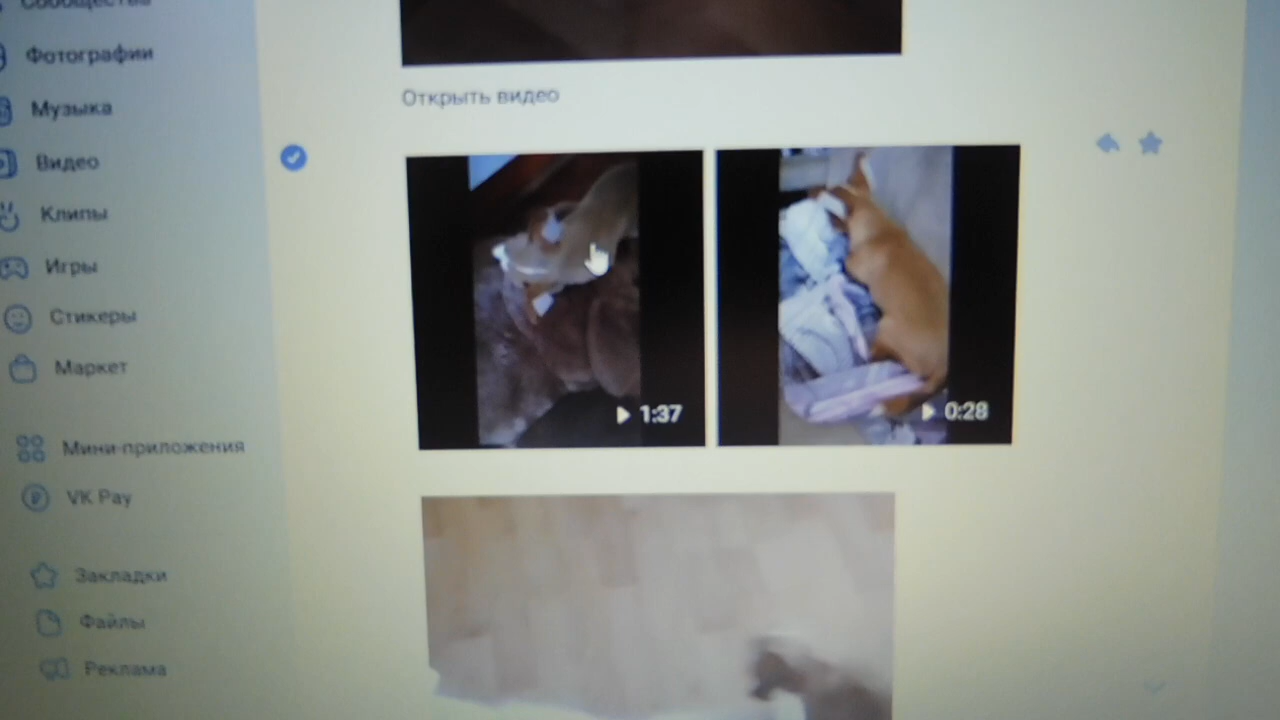 Сообщества
Фотографии
Музыка
Видео
Клипы
Игры
Стикеры
Маркет
Мини-приложения
VK Pay
Закладки
Файлы
Реклама
Открыть видео
1:37
0:28